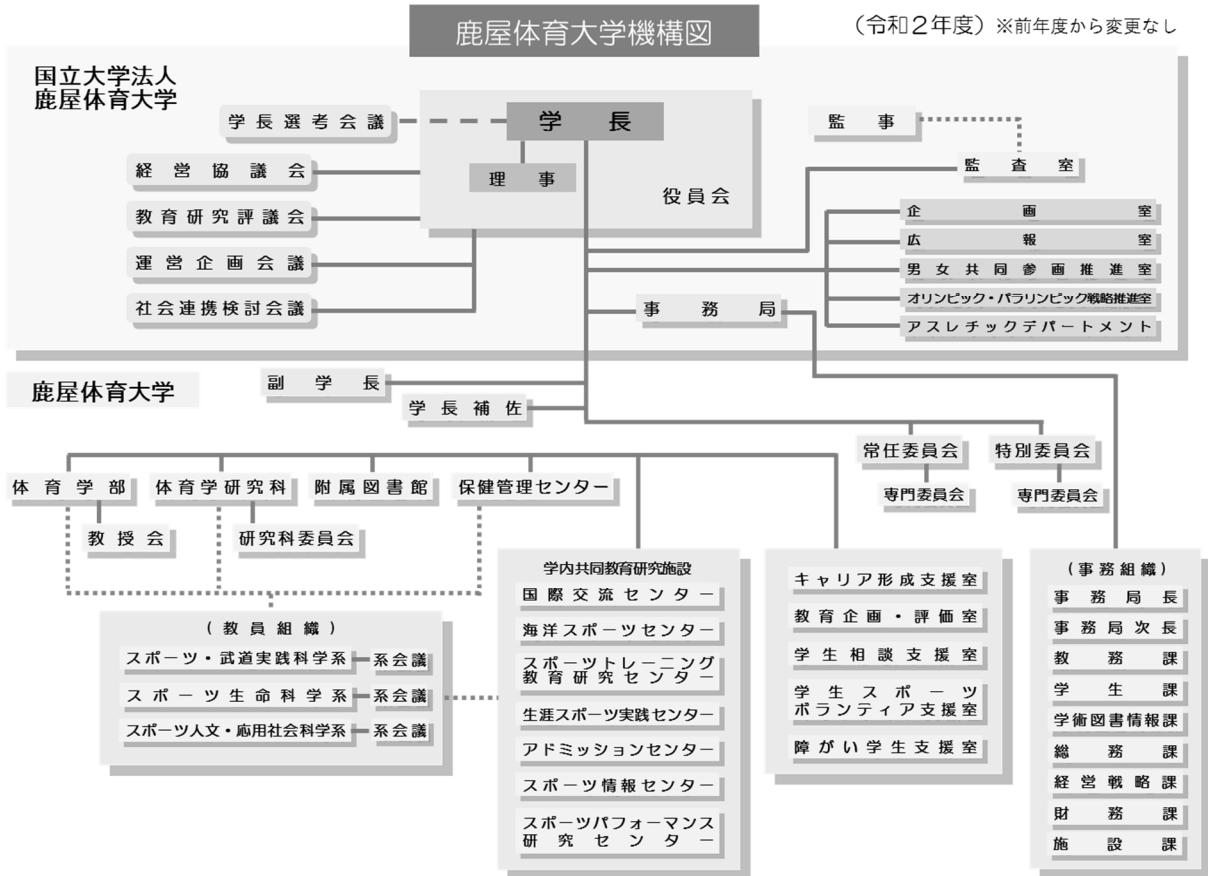 鹿屋体育大学機構図
（令和２年度）※前年度から変更なし
国立大学法人
鹿屋体育大学
学長選考会議
学長
監事
経営協議会
理事
監査室
役員会
教育研究評議会
企画室
広報室
運営企画会議
男女共同参画推進室
社会連携検討会議
事務局
オリンピック・パラリンピック戦略推進室
アスレチックデパートメント
鹿屋体育大学
副学長
学長補佐
常任委員会
特別委員会
専門委員会
専門委員会
体育学部
体育学研究科
附属図書館
保健管理センター
教授会
研究科委員会
（教員組織）
スポーツ・武道実践科学系
系会議
スポーツ生命科学系
系会議
スポーツ人文・応用社会科学系
系会議
学内共同教育研究施設
国際交流センター
海洋スポーツセンター
スポーツトレーニング
教育研究センター
生涯スポーツ実践センター
アドミッションセンター
スポーツ情報センター
スポーツパフォーマンス
研究センター
キャリア形成支援室
教育企画・評価室
学生相談支援室
学生スポーツ
ボランティア支援室
障がい学生支援室
（事務組織）
事務局長
事務局次長
教務課
学生課
学術図書情報課
総務課
経営戦略課
財務課
施設課